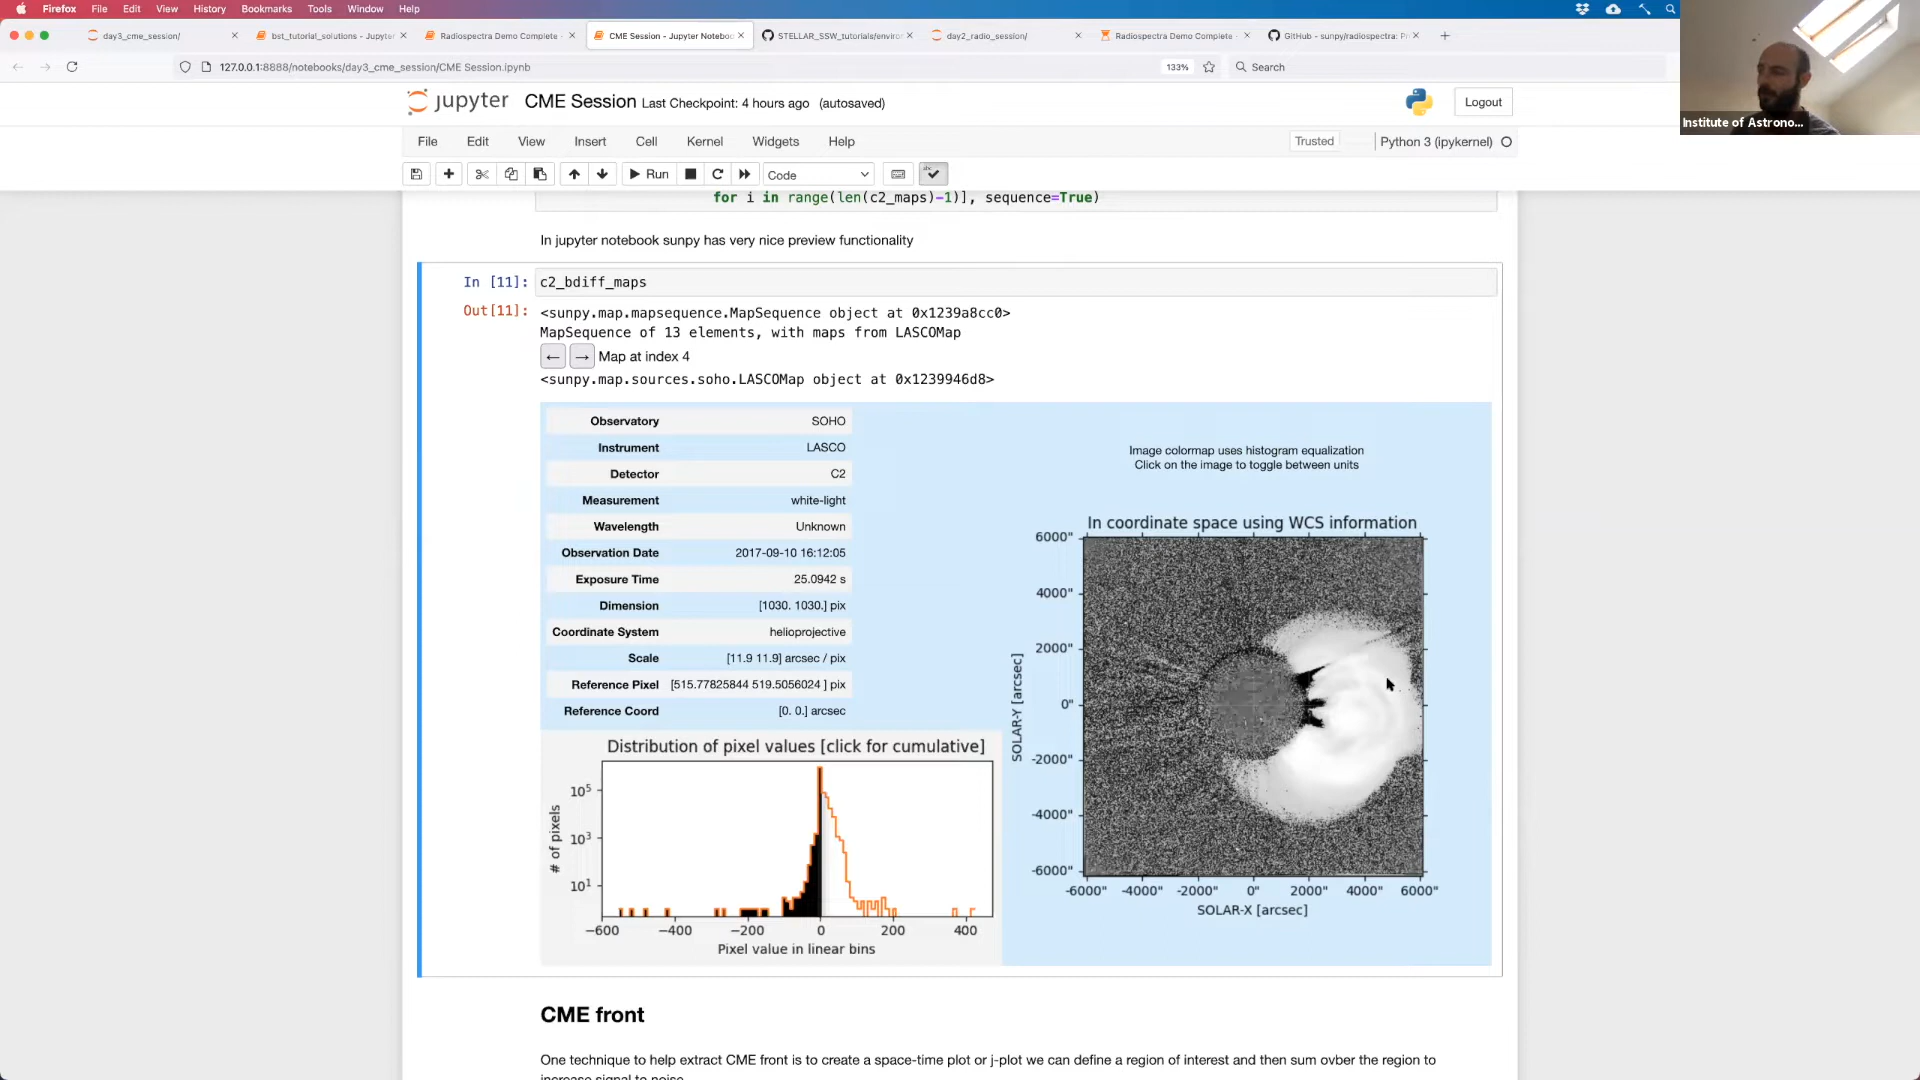 Firefox File Edit View History Bookmarks Tools Window Help
day3_cme_session/ bst_tutorial_solutions - Jupyter Radiospectra Demo Complete - CME Session - Jupyter Notebo STELLAR_SSW_tutorials/enviro day2_radio_session/ Radiospectra Demo Complete - GitHub - sunpy/radiospectra: Pr
127.0.0.1:8888/notebooks/day3_cme_session/CME Session.ipynb 133% Search
Institute of Astrono...
jupyter CME Session Last Checkpoint: 4 hours ago (autosaved) Logout
File Edit View Insert Cell Kernel Widgets Help Trusted Python 3 (ipykernel)
Run Code
for i in range(len(c2_maps)-1)], sequence=True)
In jupyter notebook sunpy has very nice preview functionality
In [11]: c2_bdiff_maps
Out[11]: <sunpy.map.mapsequence.MapSequence object at 0x1239a8cc0>
MapSequence of 13 elements, with maps from LASCOMap
← → Map at index 4
<sunpy.map.sources.soho.LASCOMap object at 0x1239946d8>
Observatory SOHO
Instrument LASCO
Detector C2
Measurement white-light
Wavelength Unknown
Observation Date 2017-09-10 16:12:05
Exposure Time 25.0942 s
Dimension [1030. 1030.] pix
Coordinate System helioprojective
Scale [11.9 11.9] arcsec / pix
Reference Pixel [515.77825844 519.5056024 ] pix
Reference Coord [0. 0.] arcsec
Image colormap uses histogram equalization
Click on the image to toggle between units
In coordinate space using WCS information
6000"
4000"
2000"
0"
-2000"
-4000"
-6000"
SOLAR-Y [arcsec]
-6000" -4000" -2000" 0" 2000" 4000" 6000"
SOLAR-X [arcsec]
Distribution of pixel values [click for cumulative]
10⁵
10³
10¹
# of pixels
−600 −400 −200 0 200 400
Pixel value in linear bins
CME front
One technique to help extract CME front is to create a space-time plot or j-plot we can define a region of interest and then sum ovber the region to
increase signal to noise